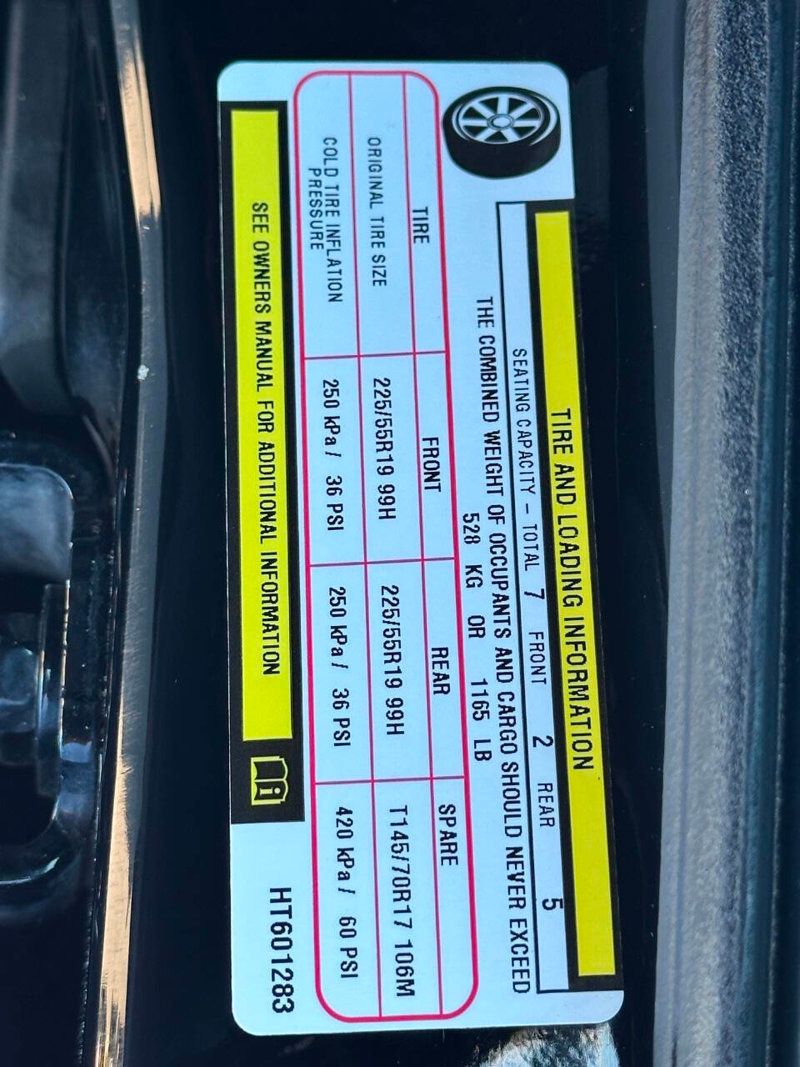 TIRE AND LOADING INFORMATION
SEATING CAPACITY – TOTAL 7 FRONT 2 REAR 5
THE COMBINED WEIGHT OF OCCUPANTS AND CARGO SHOULD NEVER EXCEED
528 KG OR 1165 LB
TIRE FRONT REAR SPARE
ORIGINAL TIRE SIZE 225/55R19 99H 225/55R19 99H T145/70R17 106M
COLD TIRE INFLATION 250 kPa / 36 PSI 250 kPa / 36 PSI 420 kPa / 60 PSI
PRESSURE
SEE OWNERS MANUAL FOR ADDITIONAL INFORMATION
HT601283